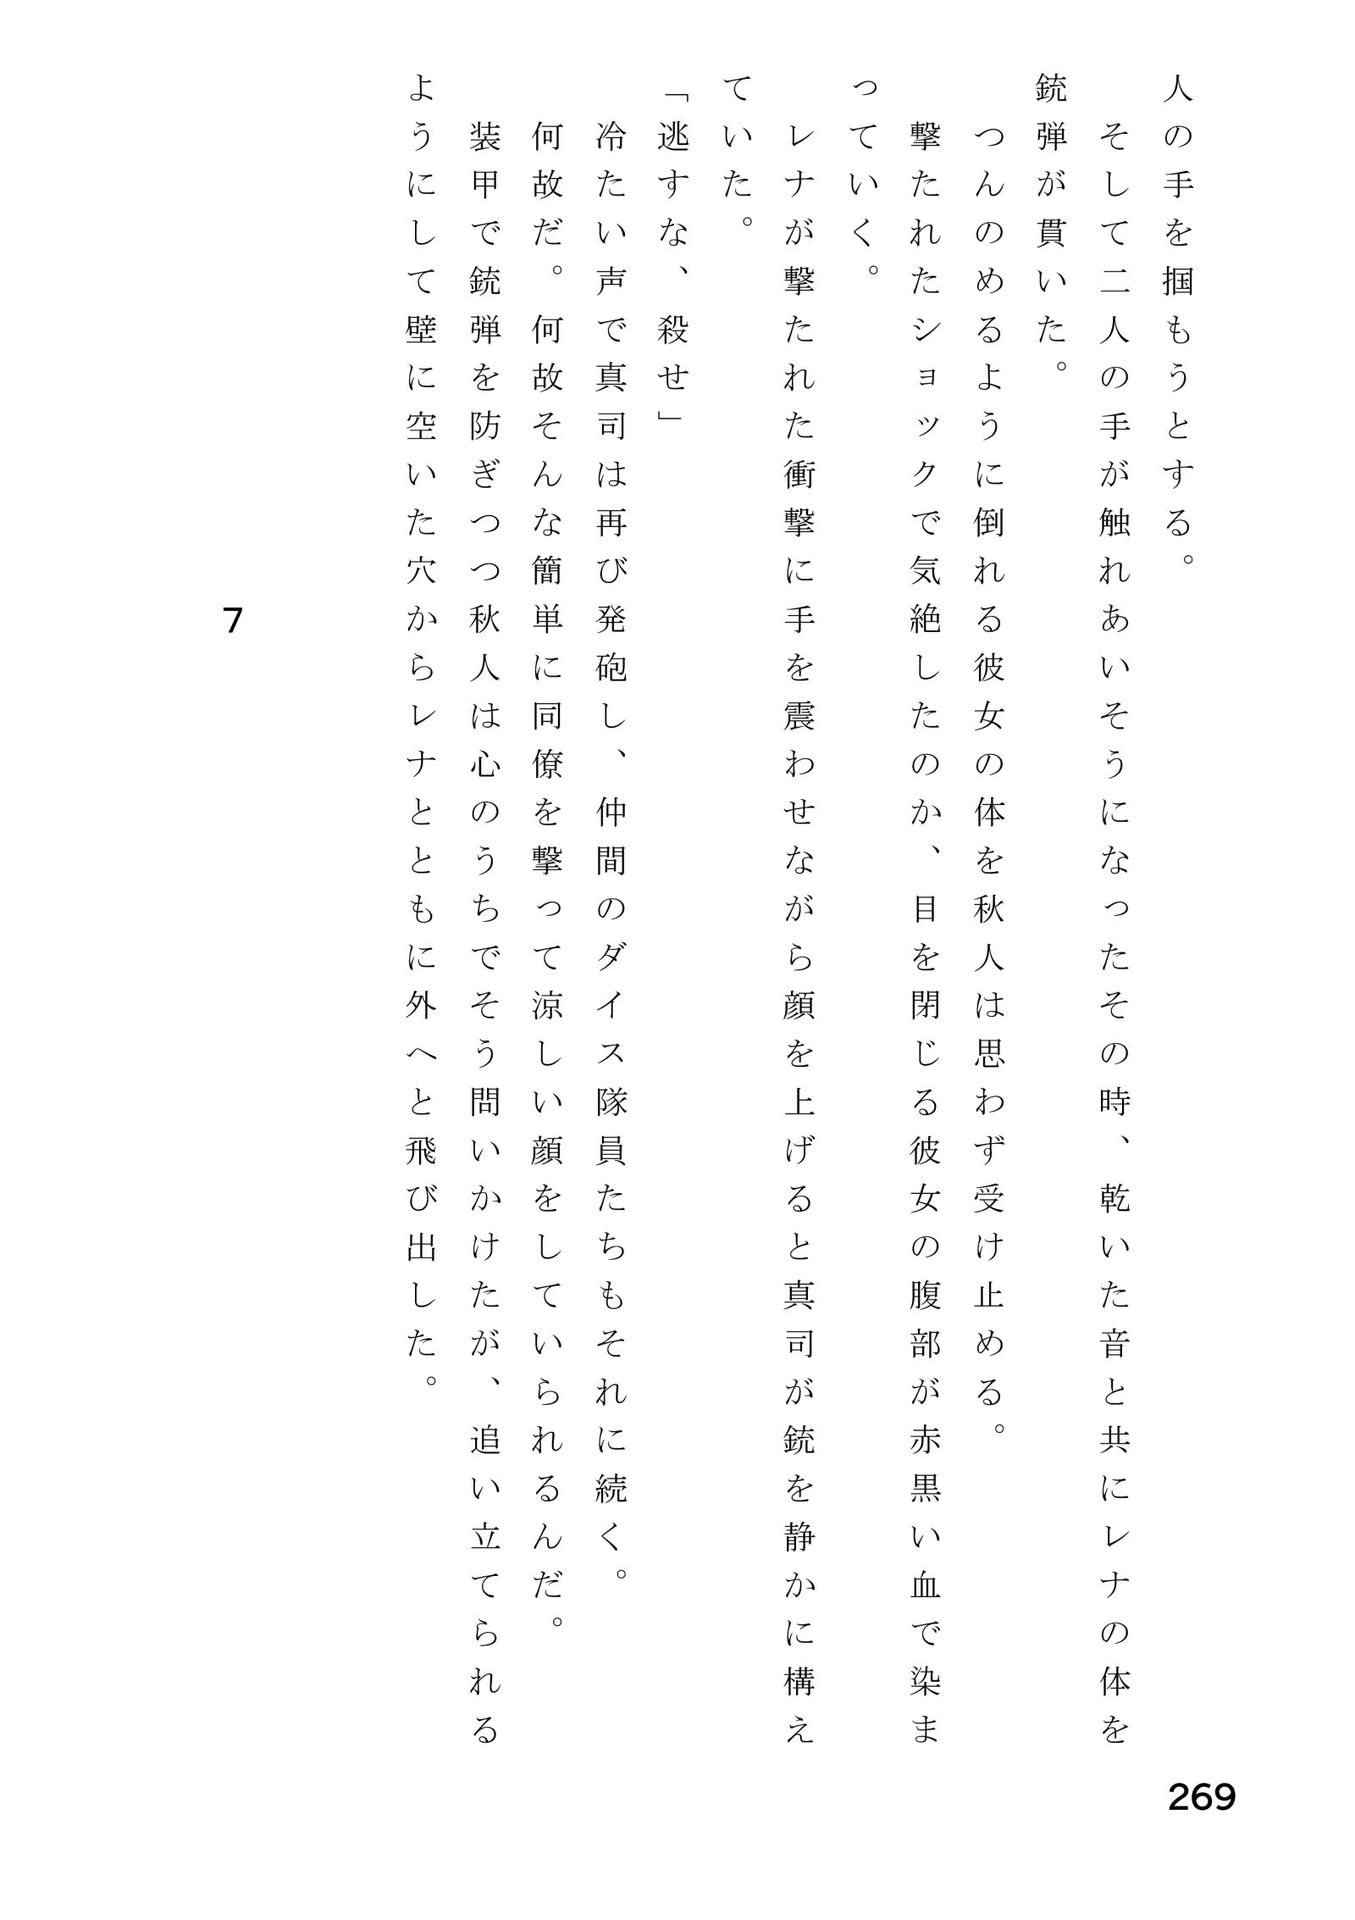 人の手を掴もうとする。
そして二人の手が触れあいそうになったその時、乾いた音と共にレナの体を
銃弾が貫いた。
つんのめるように倒れる彼女の体を秋人は思わず受け止める。
撃たれたショックで気絶したのか、目を閉じる彼女の腹部が赤黒い血で染ま
っていく。
レナが撃たれた衝撃に手を震わせながら顔を上げると真司が銃を静かに構え
ていた。
「逃すな、殺せ」
冷たい声で真司は再び発砲し、仲間のダイス隊員たちもそれに続く。
何故だ。何故そんな簡単に同僚を撃って涼しい顔をしていられるんだ。
装甲で銃弾を防ぎつつ秋人は心のうちでそう問いかけたが、追い立てられる
ようにして壁に空いた穴からレナとともに外へと飛び出した。
7
269